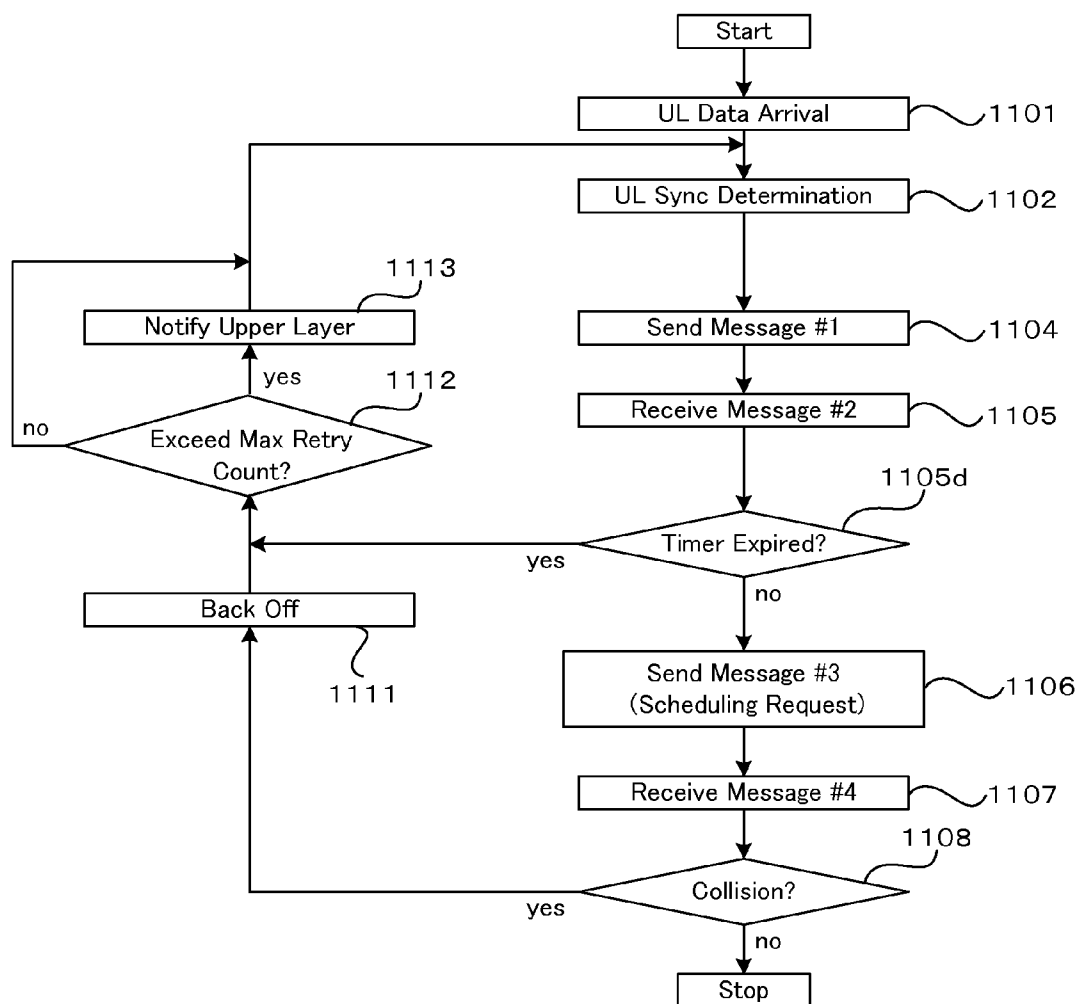 Start
UL Data Arrival
1101
UL Sync Determination
1102
1113
Notify Upper Layer
Send Message #1
1104
yes
1112
Receive Message #2
1105
no
Exceed Max Retry
Count?
1105d
Timer Expired?
yes
no
Back Off
1111
Send Message #3
(Scheduling Request)
1106
Receive Message #4
1107
1108
Collision?
yes
no
Stop